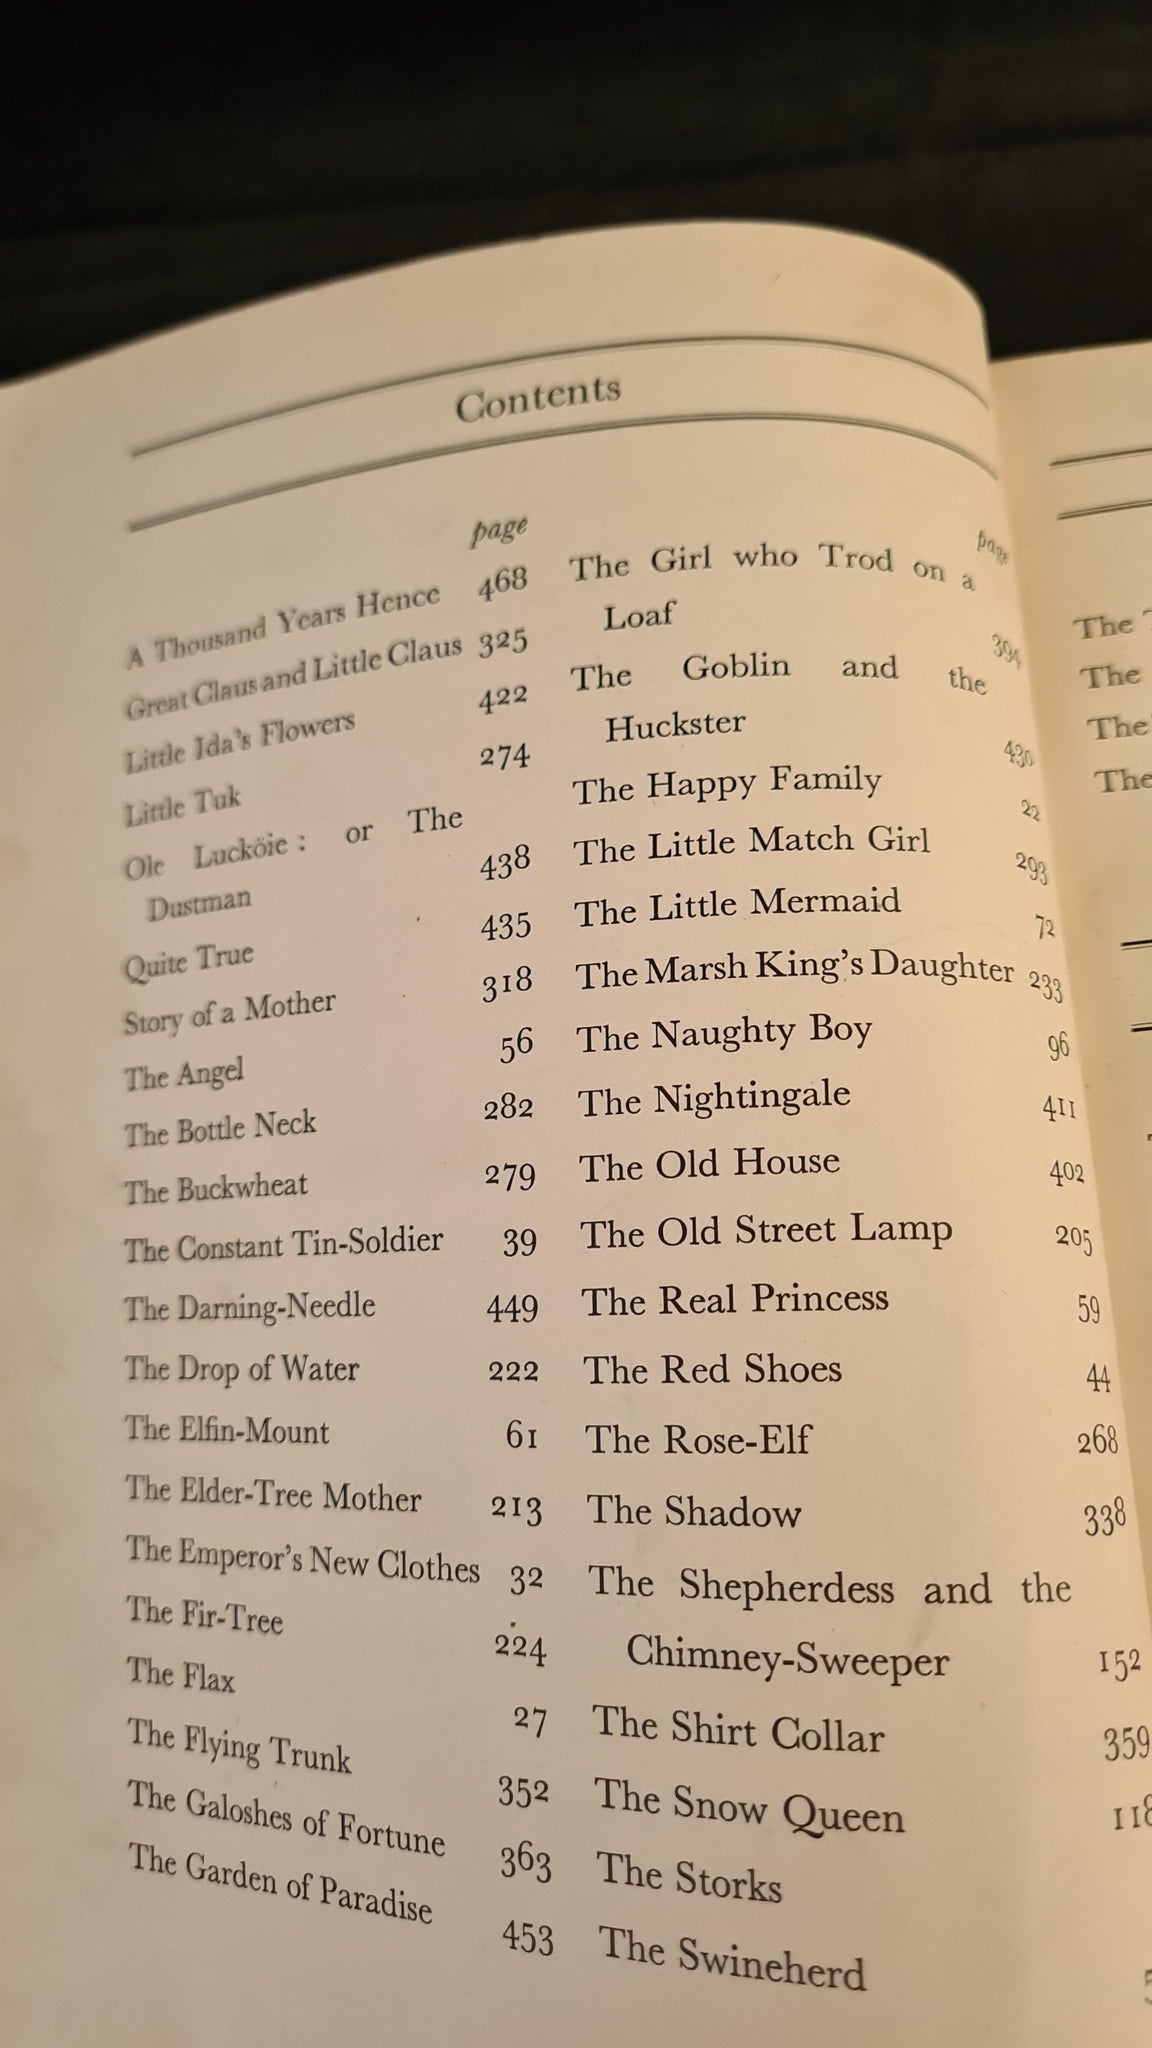 Contents
page
A Thousand Years Hence 468
Great Claus and Little Claus 325
Little Ida's Flowers 422
Little Tuk 274
Ole Lucköie: or The
Dustman 438
Quite True 435
Story of a Mother 318
The Angel 56
The Bottle Neck 282
The Buckwheat 279
The Constant Tin-Soldier 39
The Darning-Needle 449
The Drop of Water 222
The Elfin-Mount 61
The Elder-Tree Mother 213
The Emperor's New Clothes 32
The Fir-Tree 224
The Flax 27
The Flying Trunk 352
The Galoshes of Fortune 363
The Garden of Paradise 453
page
The Girl who Trod on a
Loaf 394
The Goblin and the
Huckster 430
The Happy Family 22
The Little Match Girl 293
The Little Mermaid 72
The Marsh King's Daughter 233
The Naughty Boy 96
The Nightingale 411
The Old House 402
The Old Street Lamp 205
The Real Princess 59
The Red Shoes 44
The Rose-Elf 268
The Shadow 338
The Shepherdess and the
Chimney-Sweeper 152
The Shirt Collar 359
The Snow Queen 118
The Storks
The Swineherd
The
The
The
The